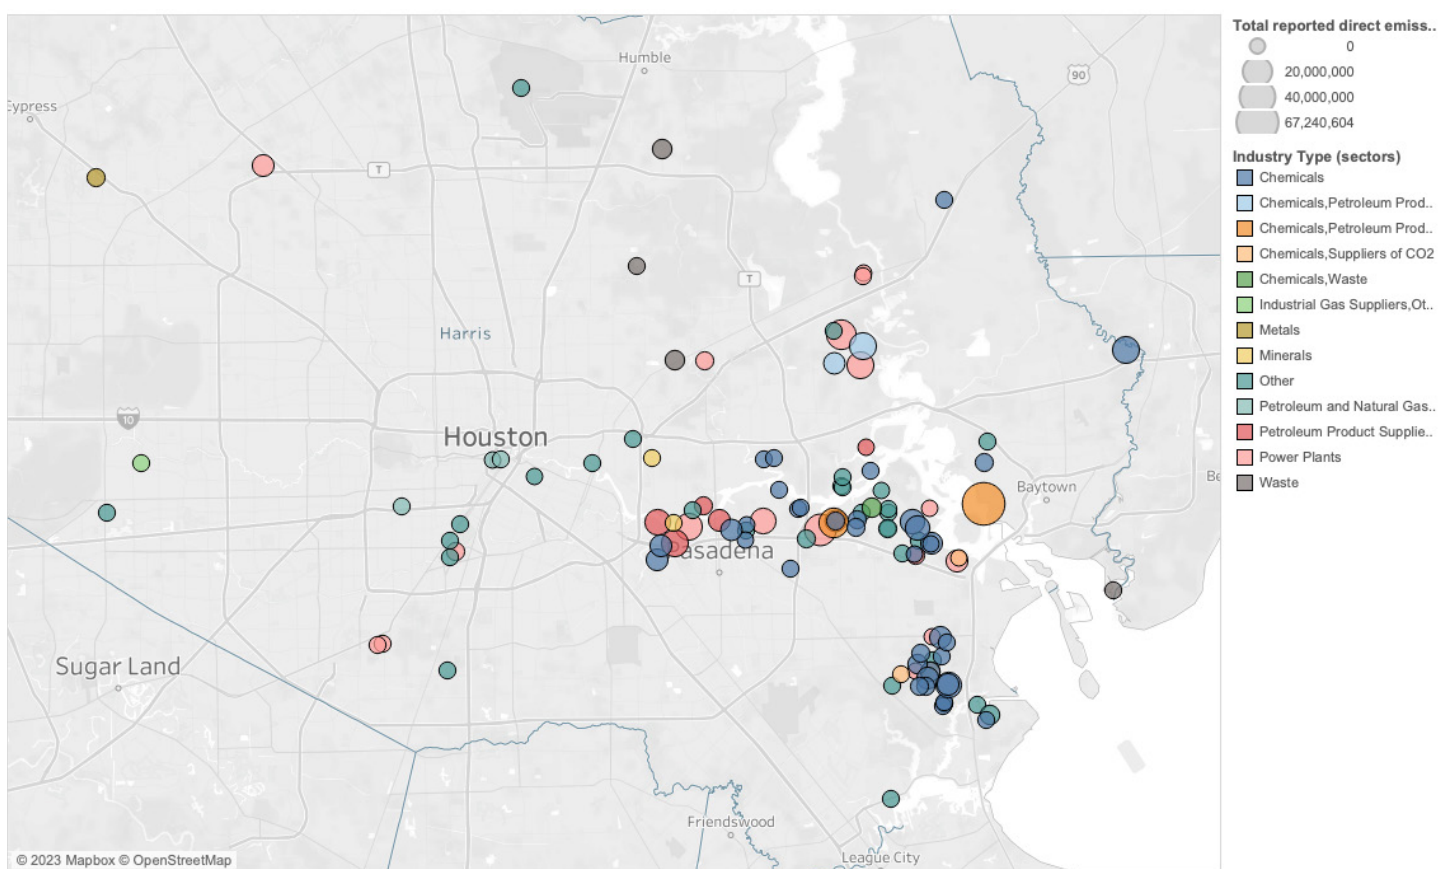 Total reported direct emiss..
0
20,000,000
40,000,000
67,240,604
Industry Type (sectors)
Chemicals
Chemicals,Petroleum Prod..
Chemicals,Petroleum Prod..
Chemicals,Suppliers of CO2
Chemicals,Waste
Industrial Gas Suppliers,Ot..
Metals
Minerals
Other
Petroleum and Natural Gas..
Petroleum Product Supplie..
Power Plants
Waste
Humble
90
Cypress
T
T
Harris
10
Houston
Baytown
Be
Pasadena
Sugar Land
Friendswood
League City
© 2023 Mapbox © OpenStreetMap